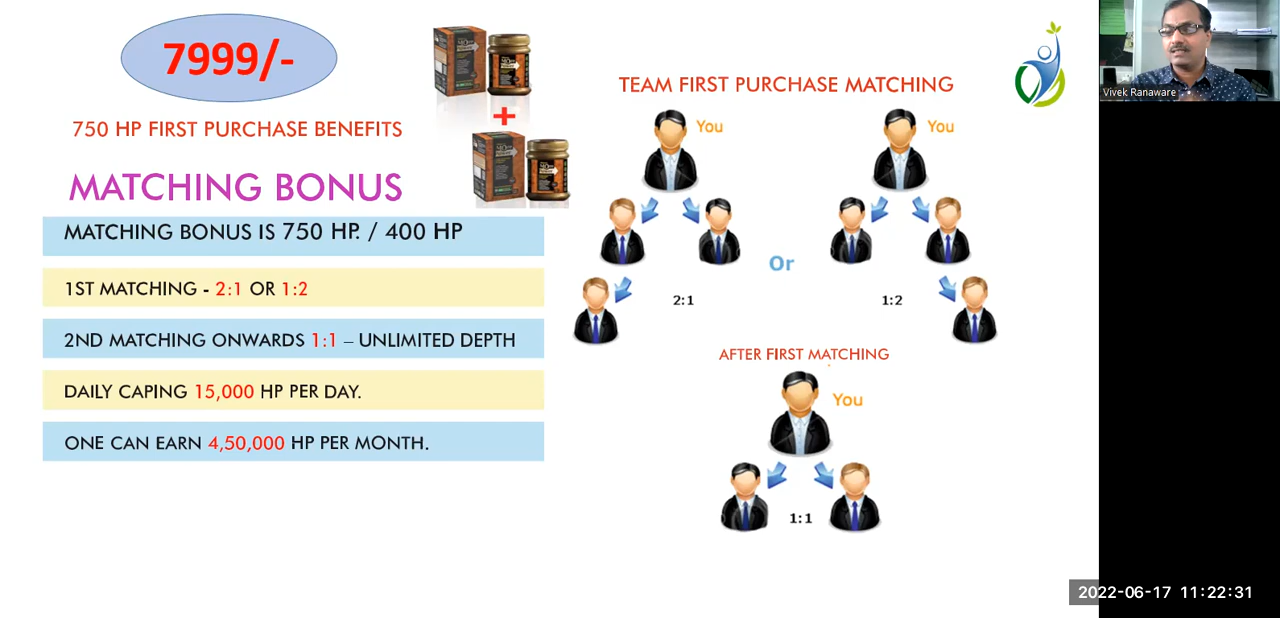 7999/-
750 HP FIRST PURCHASE BENEFITS
MATCHING BONUS
MATCHING BONUS IS 750 HP. / 400 HP
1ST MATCHING - 2:1 OR 1:2
2ND MATCHING ONWARDS 1:1 – UNLIMITED DEPTH
DAILY CAPING 15,000 HP PER DAY.
ONE CAN EARN 4,50,000 HP PER MONTH.
+
TEAM FIRST PURCHASE MATCHING
You
You
Or
2:1
1:2
AFTER FIRST MATCHING
You
1:1
Vivek Ranaware
2022-06-17 11:22:31